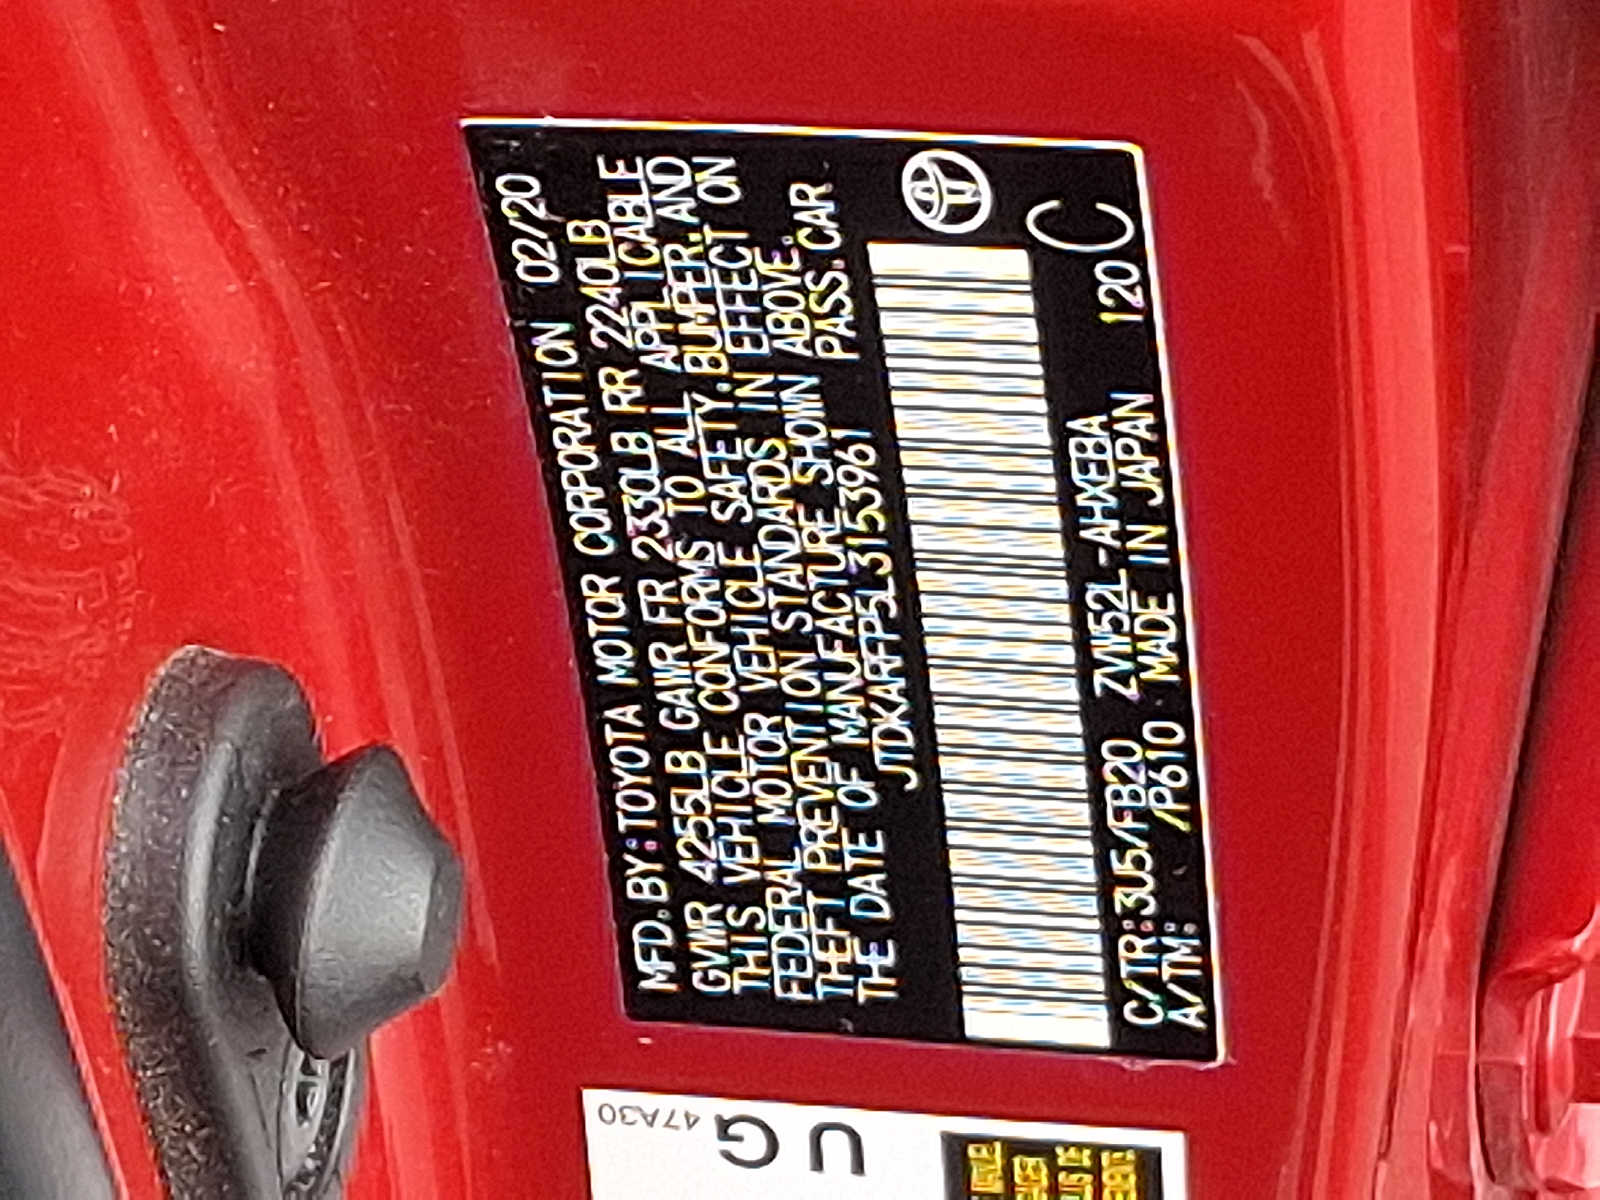 MFD.BY:TOYOTA MOTOR CORPORATION 02/20
GVWR 4255LB GAWR FR 2330LB RR 2240LB
THIS VEHICLE CONFORMS TO ALL APPLICABLE
FEDERAL MOTOR VEHICLE SAFETY,BUMPER,AND
THEFT PREVENTION STANDARDS IN EFFECT ON
THE DATE OF MANUFACTURE SHOWN ABOVE.
JTDKARFP5L3153961 PASS.CAR
C/TR:3U5/FB20 ZVW52L-AHXEBA 120 C
A/TM: /P610 MADE IN JAPAN
47A30
UG